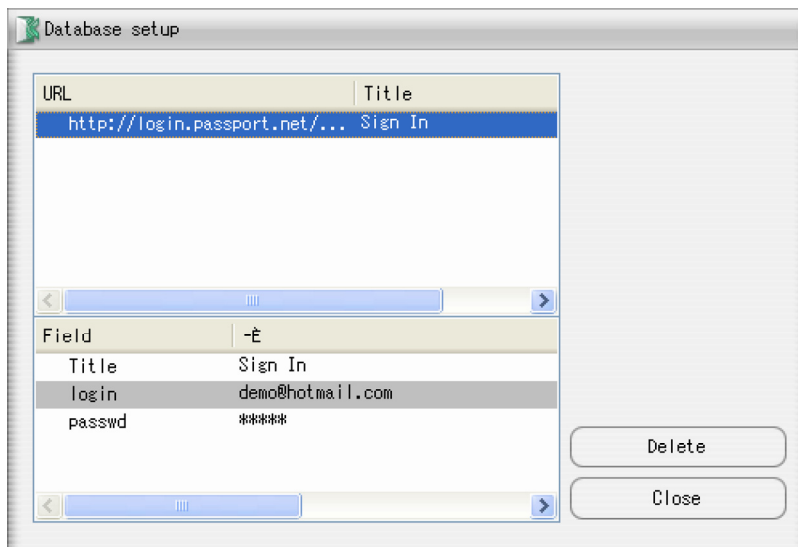 Database setup
URL Title
http://login.passport.net/... Sign In
Field -È
Title Sign In
login demo@hotmail.com
passwd *****
Delete
Close